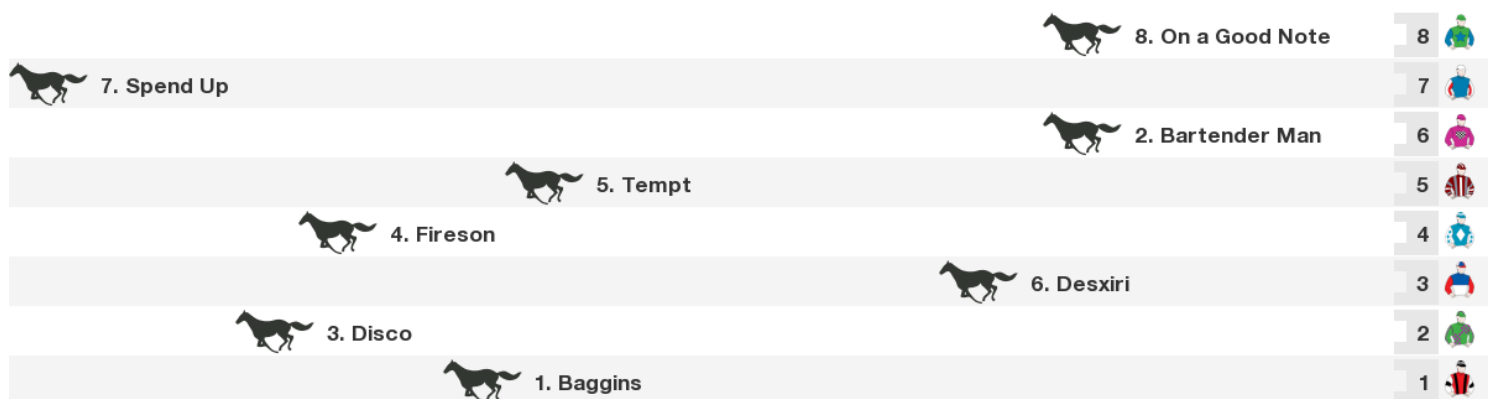 8. On a Good Note 8
7. Spend Up 7
2. Bartender Man 6
5. Tempt 5
4. Fireson 4
6. Desxiri 3
3. Disco 2
1. Baggins 1